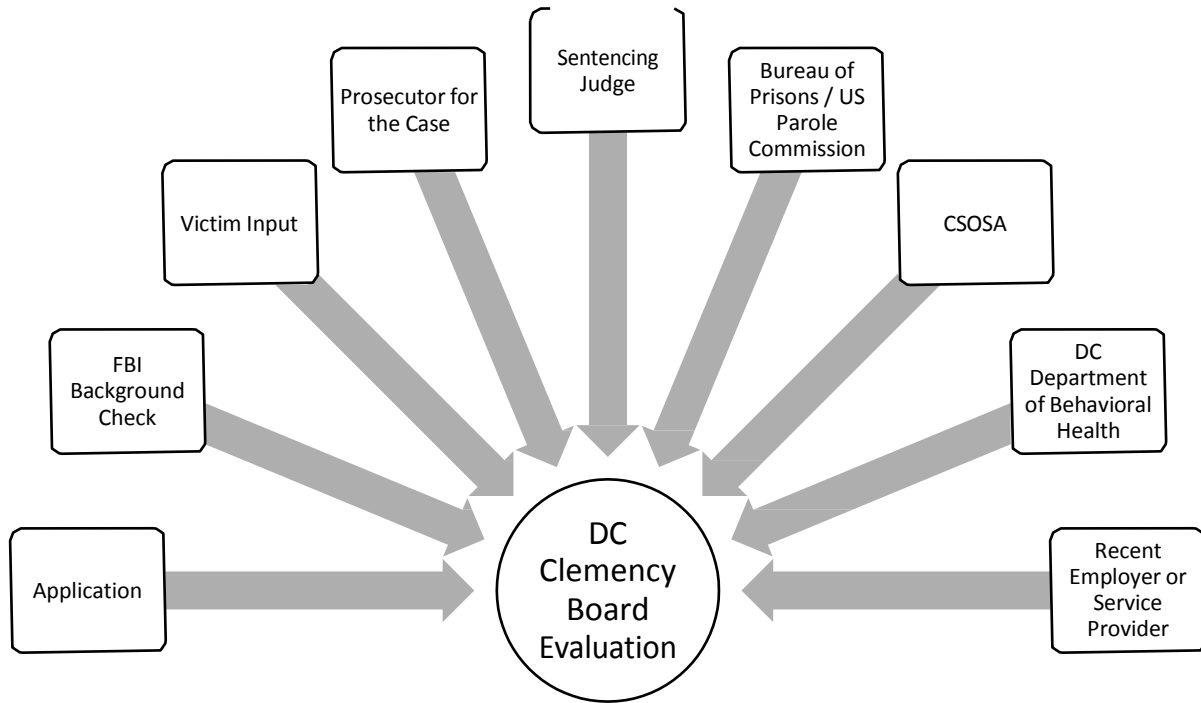 Sentencing
Judge
Prosecutor for
the Case
Bureau of
Prisons / US
Parole
Commission
Victim Input
CSOSA
FBI
Background
Check
DC
Department
of Behavioral
Health
Application
DC
Clemency
Board
Evaluation
Recent
Employer or
Service
Provider